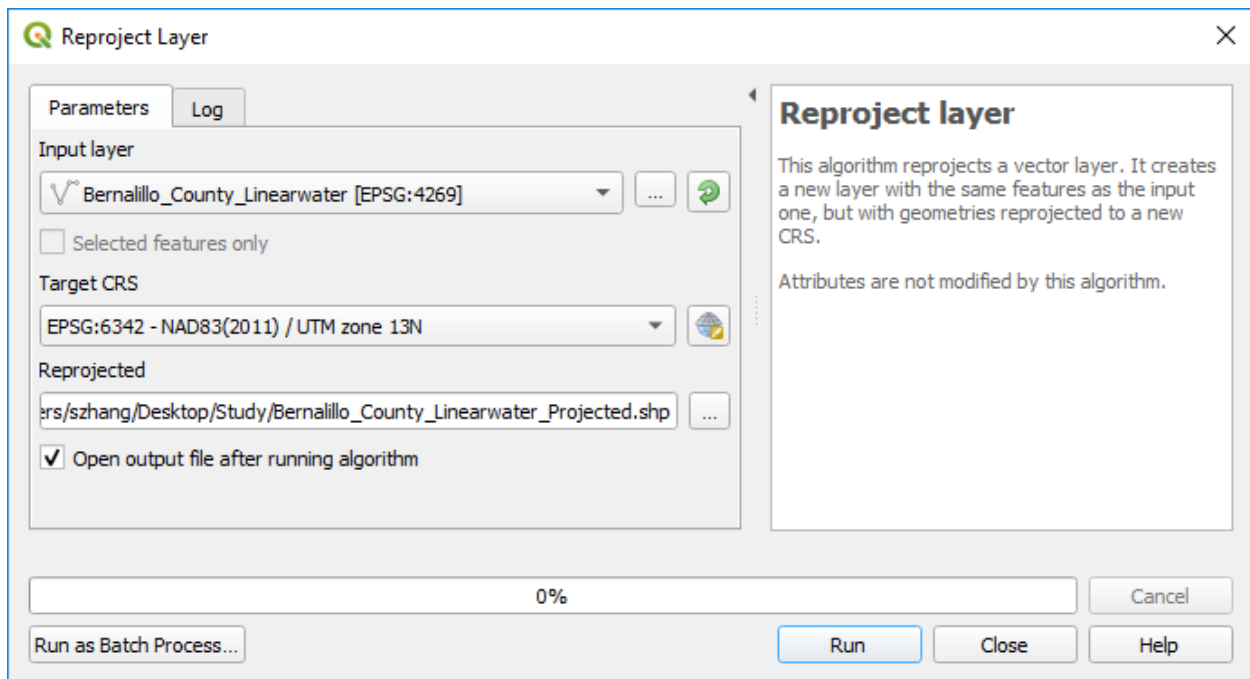 Reproject Layer
Parameters
Log
Input layer
Bernalillo_County_Linearwater [EPSG:4269]
...
Selected features only
Target CRS
EPSG:6342 - NAD83(2011) / UTM zone 13N
Reprojected
ers/szhang/Desktop/Study/Bernalillo_County_Linearwater_Projected.shp
...
Open output file after running algorithm
Reproject layer
This algorithm reprojects a vector layer. It creates
a new layer with the same features as the input
one, but with geometries reprojected to a new
CRS.
Attributes are not modified by this algorithm.
0%
Cancel
Run as Batch Process...
Run
Close
Help